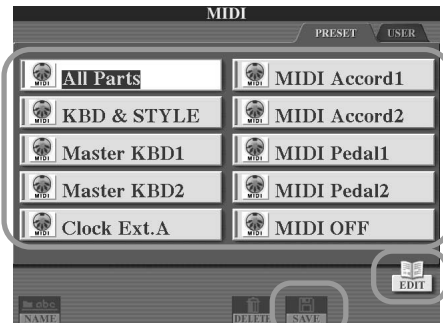 MIDI
PRESET USER
All Parts
KBD & STYLE
Master KBD1
Master KBD2
Clock Ext.A
MIDI Accord1
MIDI Accord2
MIDI Pedal1
MIDI Pedal2
MIDI OFF
EDIT
abc
NAME DELETE SAVE